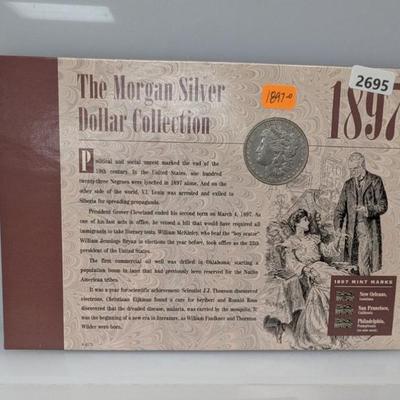 The Morgan Silver
Dollar Collection
1897-0
2695
1897
Political and social unrest marked the end of the
19th century. In the United States, one hundred
twenty-three Negroes were lynched in 1897 alone. And on the
other side of the world, V.I. Lenin was arrested and exiled to
Siberia for spreading propaganda.
President Grover Cleveland ended his second term on March 4, 1897. As
one of his last acts in office, he vetoed a bill that would have required all
immigrants to take literacy tests. William McKinley, who beat the "boy orator"
William Jennings Bryan in elections the year before, took office as the 25th
president of the United States.
The first commercial oil well was drilled in Oklahoma, starting a
population boom in land that had previously been reserved for the Native
American tribes.
It was a year for scientific achievement: Scientist J.J. Thomson discovered
electrons, Christiaan Eijkman found a cure for beriberi and Ronald Ross
discovered that the dreaded disease, malaria, was carried by the mosquito. It
was the beginning of a new era in literature, as William Faulkner and Thornton
Wilder were born.
1897 MINT MARKS
New Orleans,
Louisiana
San Francisco,
California
Philadelphia,
Pennsylvania
(no mint mark)